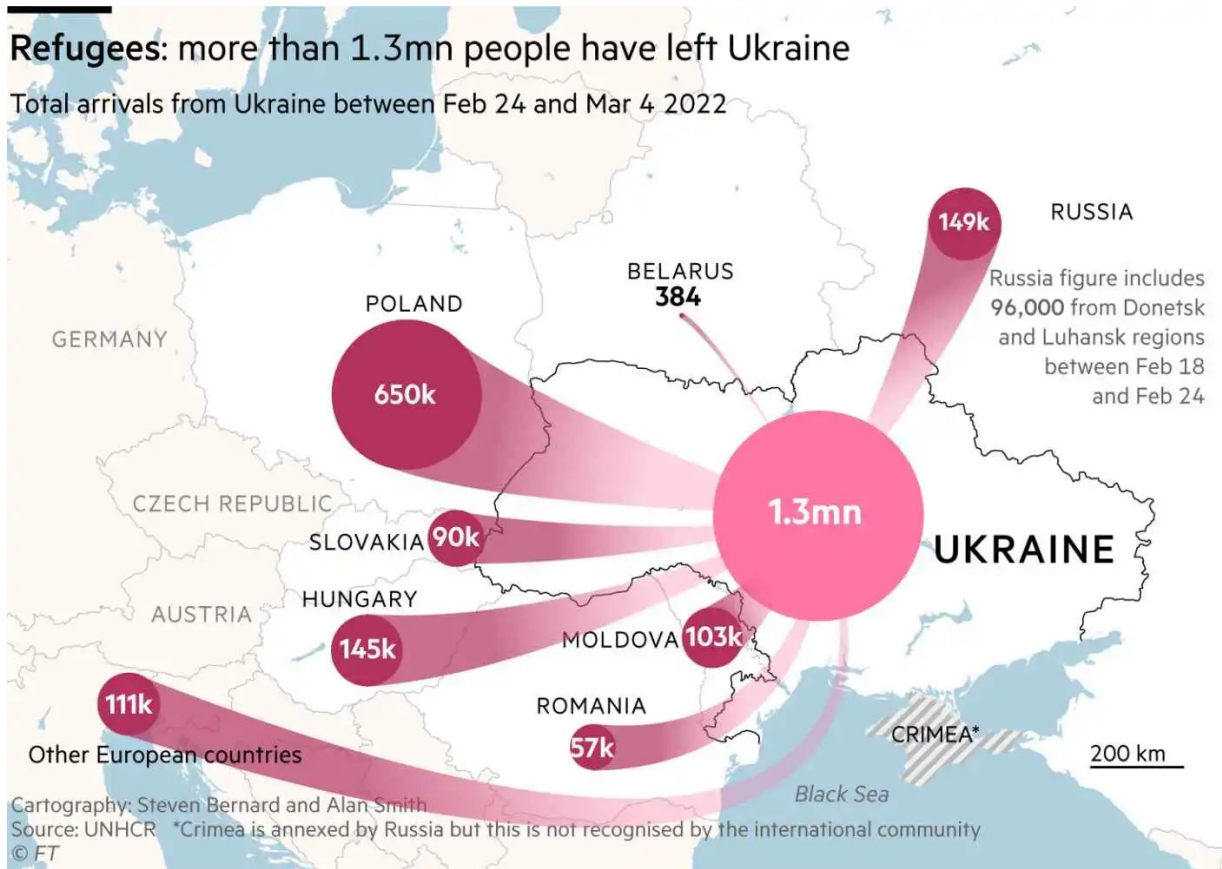 Refugees: more than 1.3mn people have left Ukraine
Total arrivals from Ukraine between Feb 24 and Mar 4 2022
149k
RUSSIA
Russia figure includes
96,000 from Donetsk
and Luhansk regions
between Feb 18
and Feb 24
BELARUS
384
POLAND
650k
GERMANY
CZECH REPUBLIC
1.3mn
UKRAINE
SLOVAKIA 90k
HUNGARY
145k
AUSTRIA
MOLDOVA 103k
ROMANIA
57k
111k
Other European countries
CRIMEA*
200 km
Black Sea
Cartography: Steven Bernard and Alan Smith
Source: UNHCR *Crimea is annexed by Russia but this is not recognised by the international community
© FT